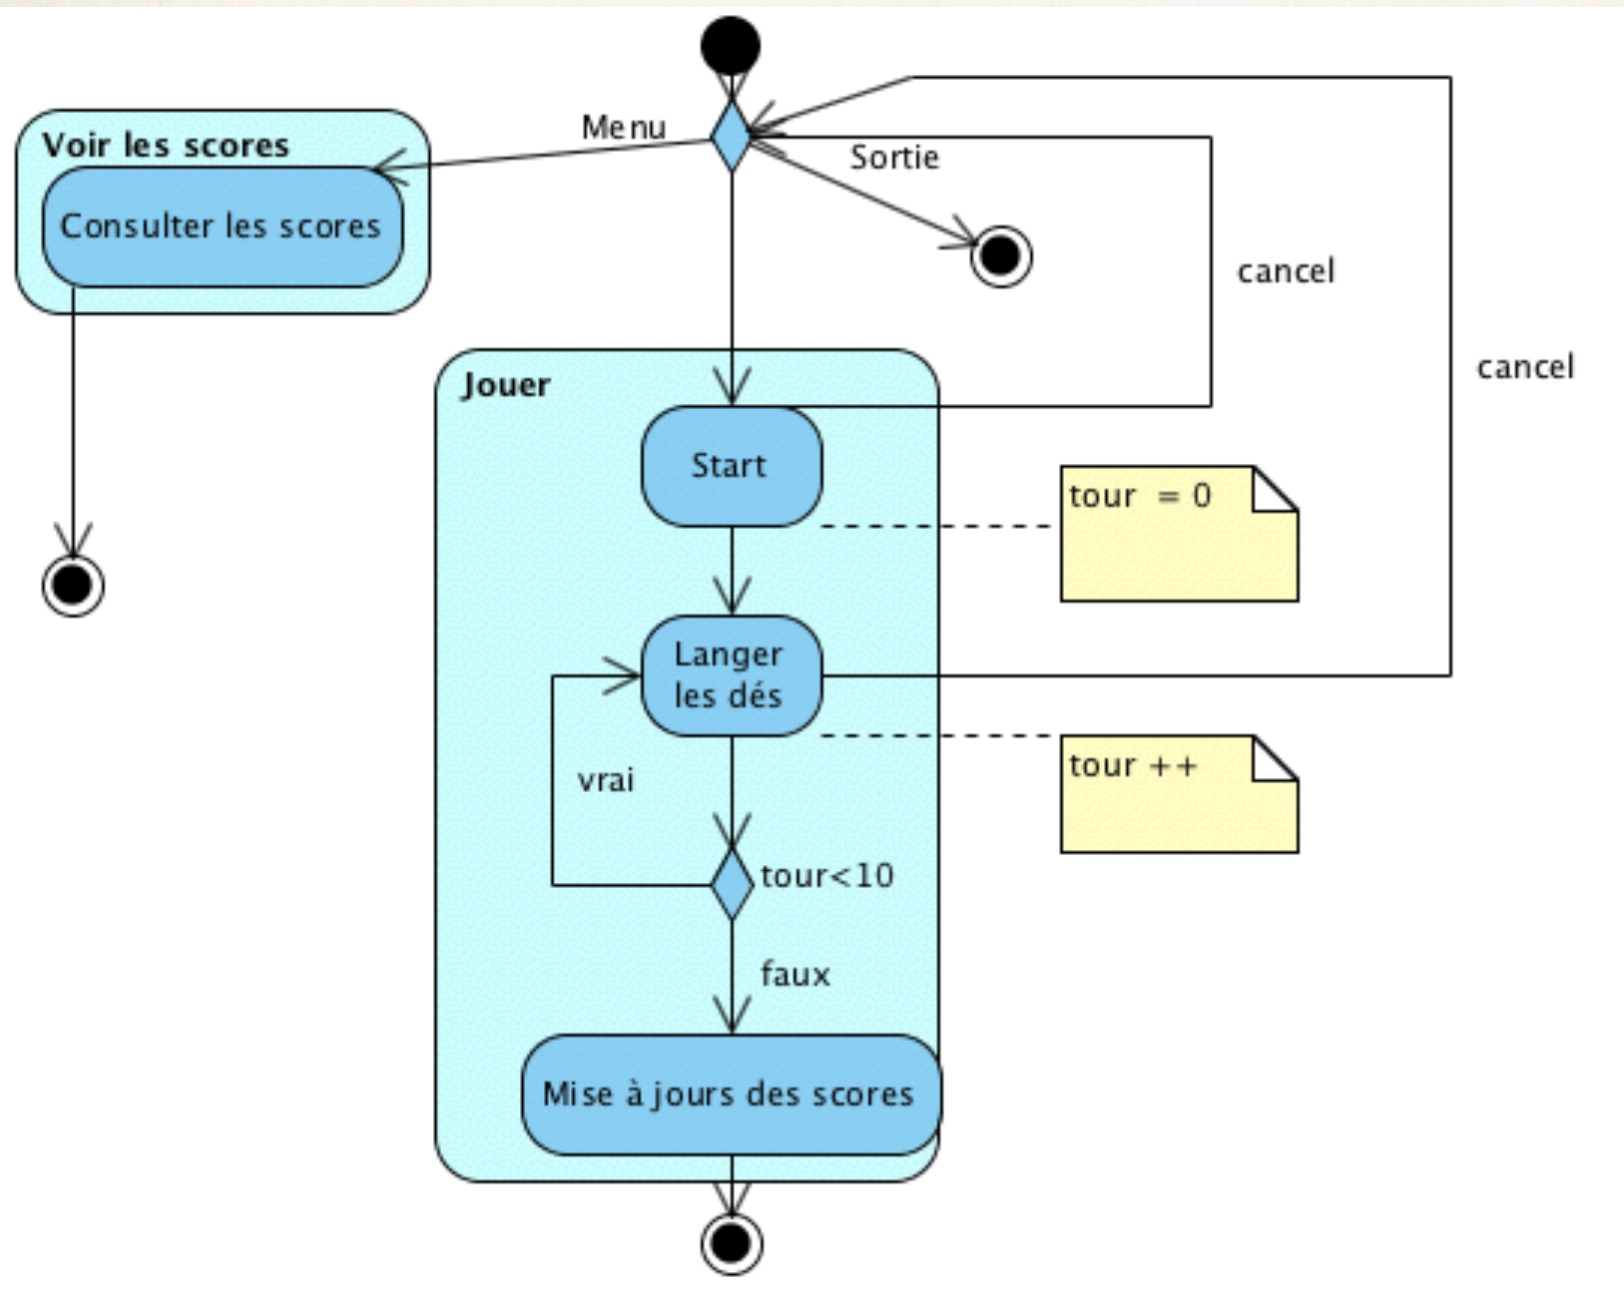 Menu
Voir les scores
Sortie
Consulter les scores
cancel
cancel
Jouer
Start
tour = 0
Langer
les dés
tour ++
vrai
tour<10
faux
Mise à jours des scores